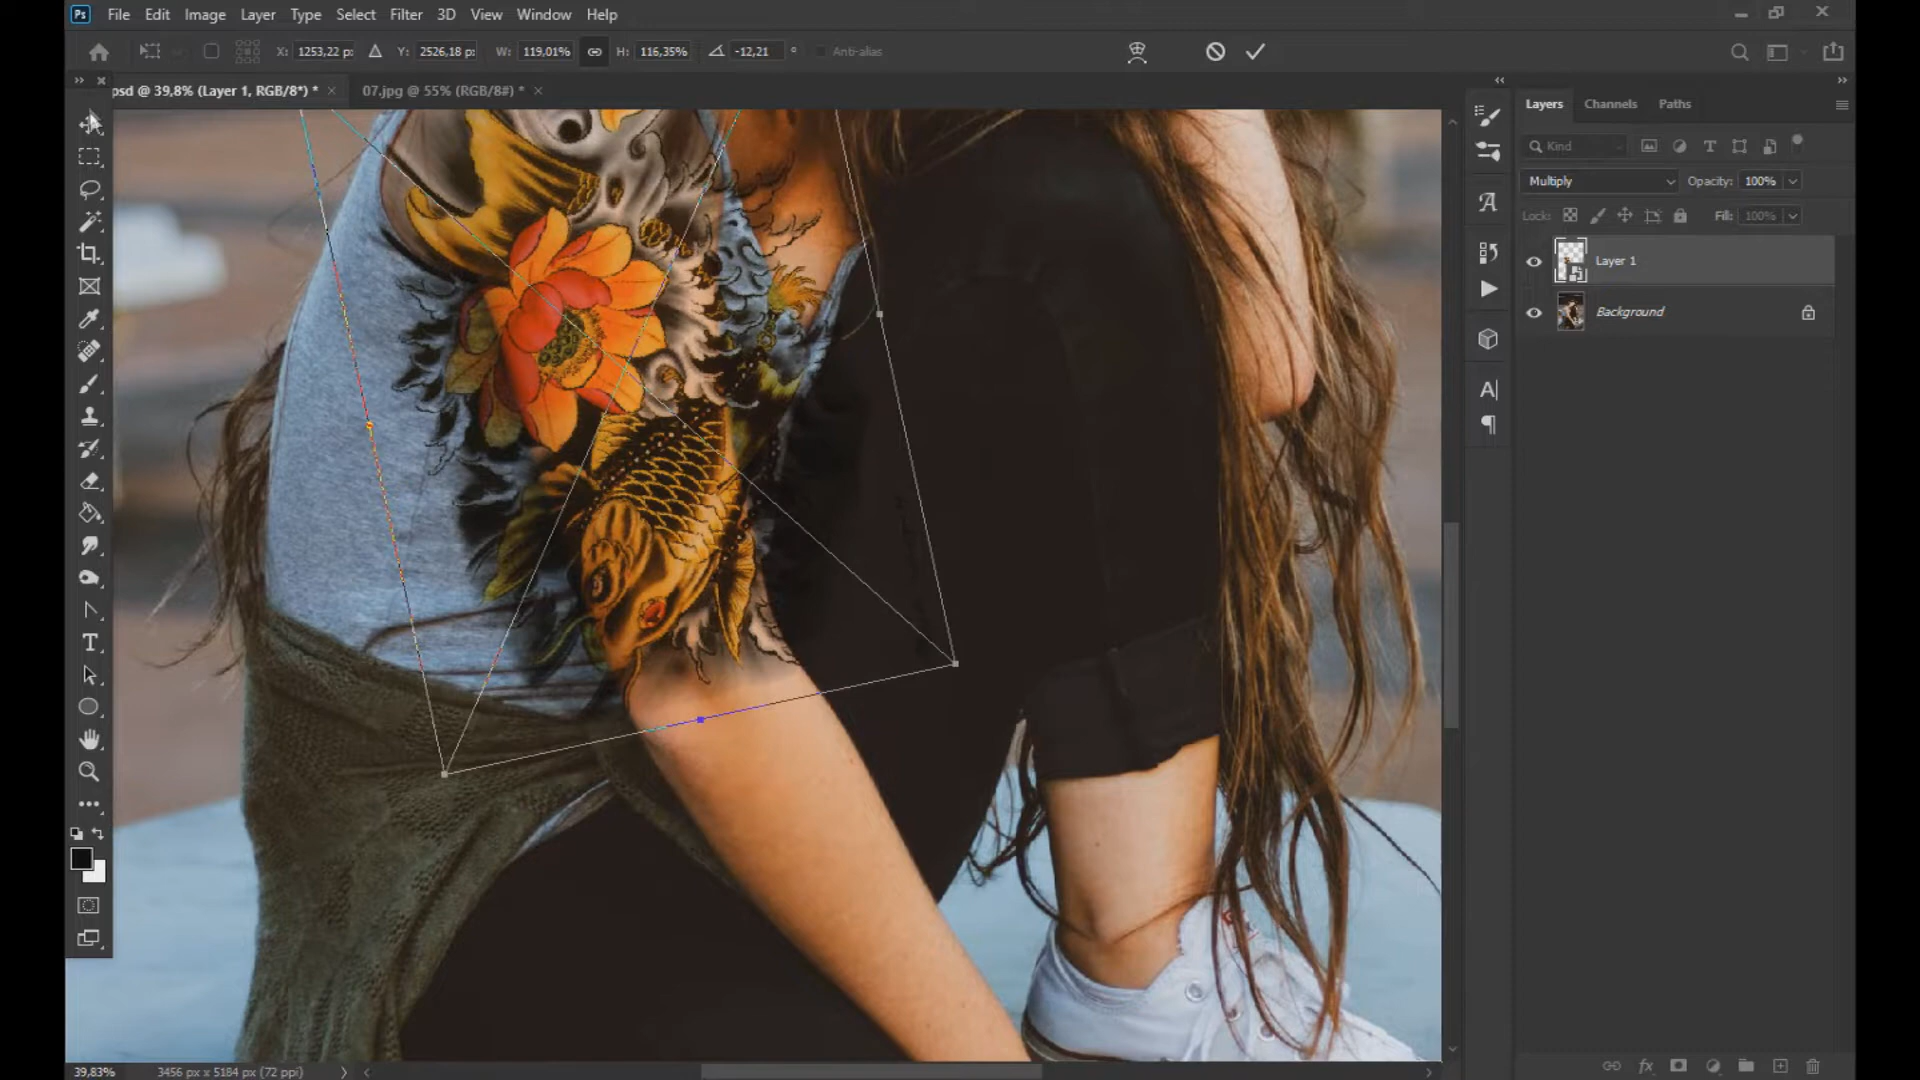 Ps File Edit Image Layer Type Select Filter 3D View Window Help
X: 1253,22 p: Y: 2526,18 p: W: 119,01% H: 116,35% -12,21 ° Anti-alias
psd @ 39,8% (Layer 1, RGB/8*) * × 07.jpg @ 55% (RGB/8#) * ×
Layers Channels Paths
Kind
Multiply Opacity: 100%
Lock: Fill: 100%
Layer 1
Background
39,83% 3456 px x 5184 px (72 ppi)